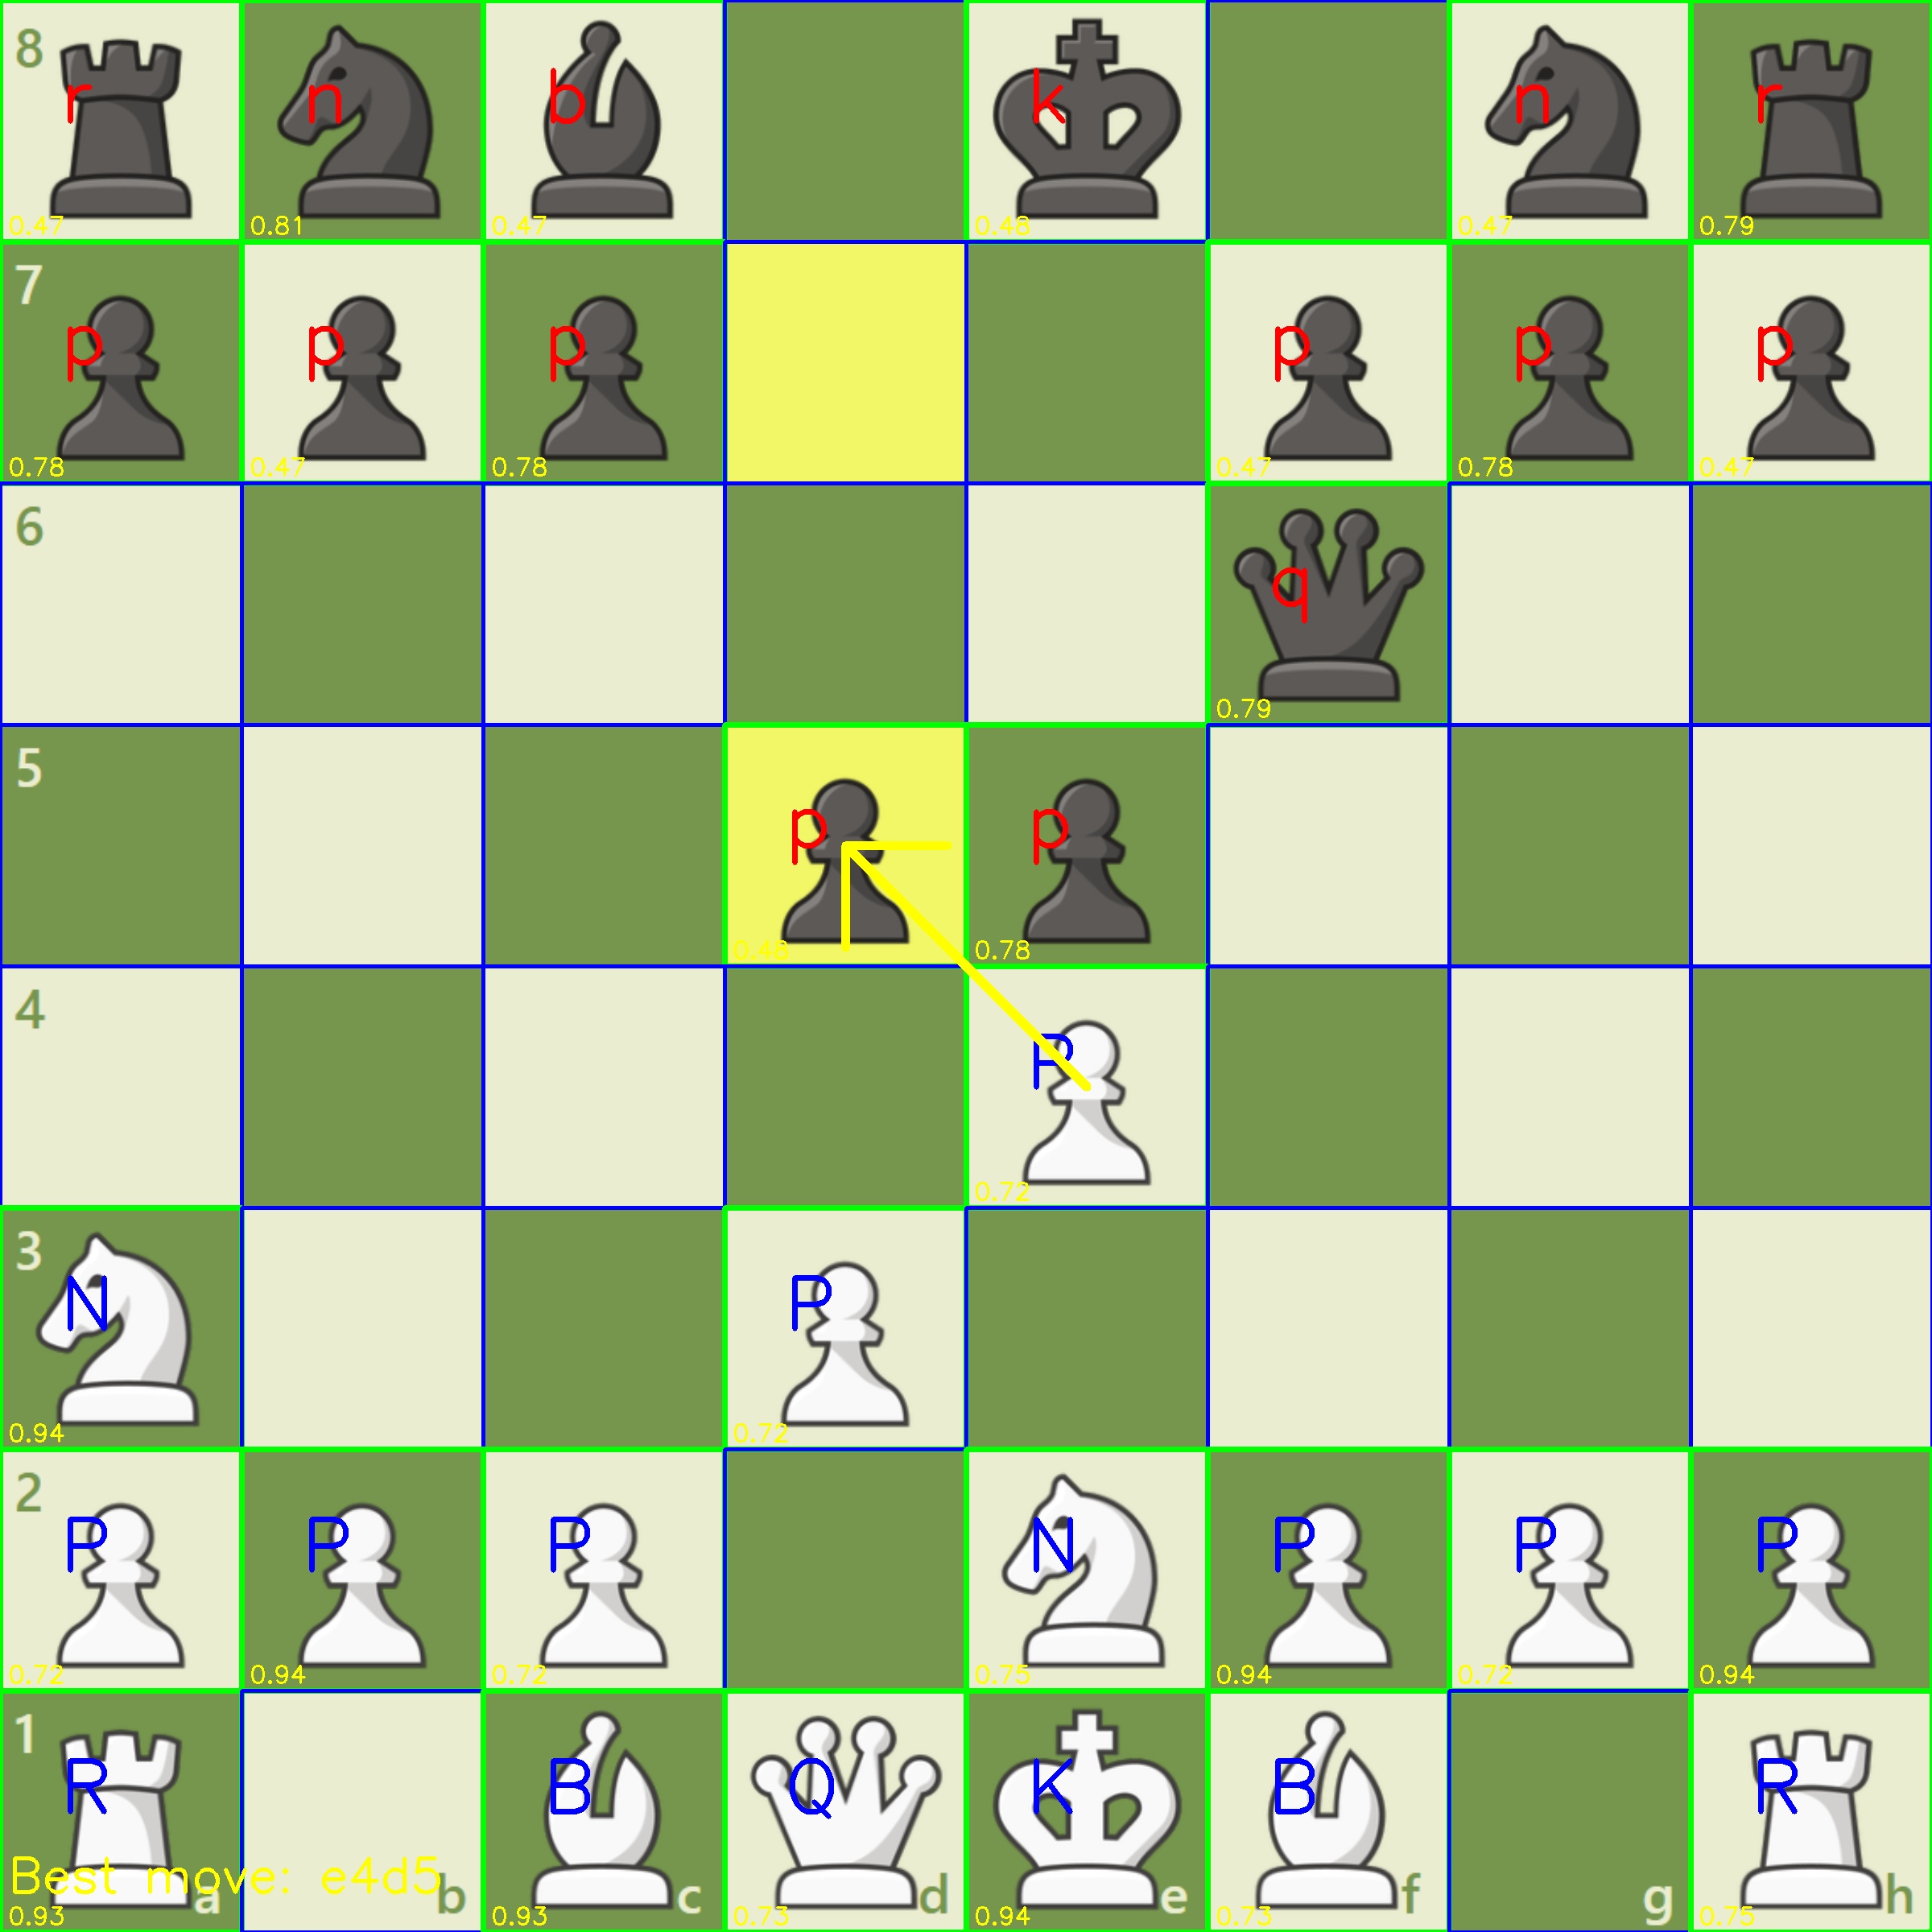 8 r n b k n r
0.47 0.81 0.47 0.48 0.47 0.79
7 p p p p p p
0.78 0.47 0.78 0.47 0.78 0.47
6 q
0.79
5 p p
0.48 0.78
4 P
0.72
3 N P
0.94 0.72
2 P P P N P P P
0.72 0.94 0.72 0.75 0.94 0.72 0.94
1 R B Q K B R
Best move: e4d5
a b c d e f g h
0.93 0.93 0.73 0.94 0.73 0.75